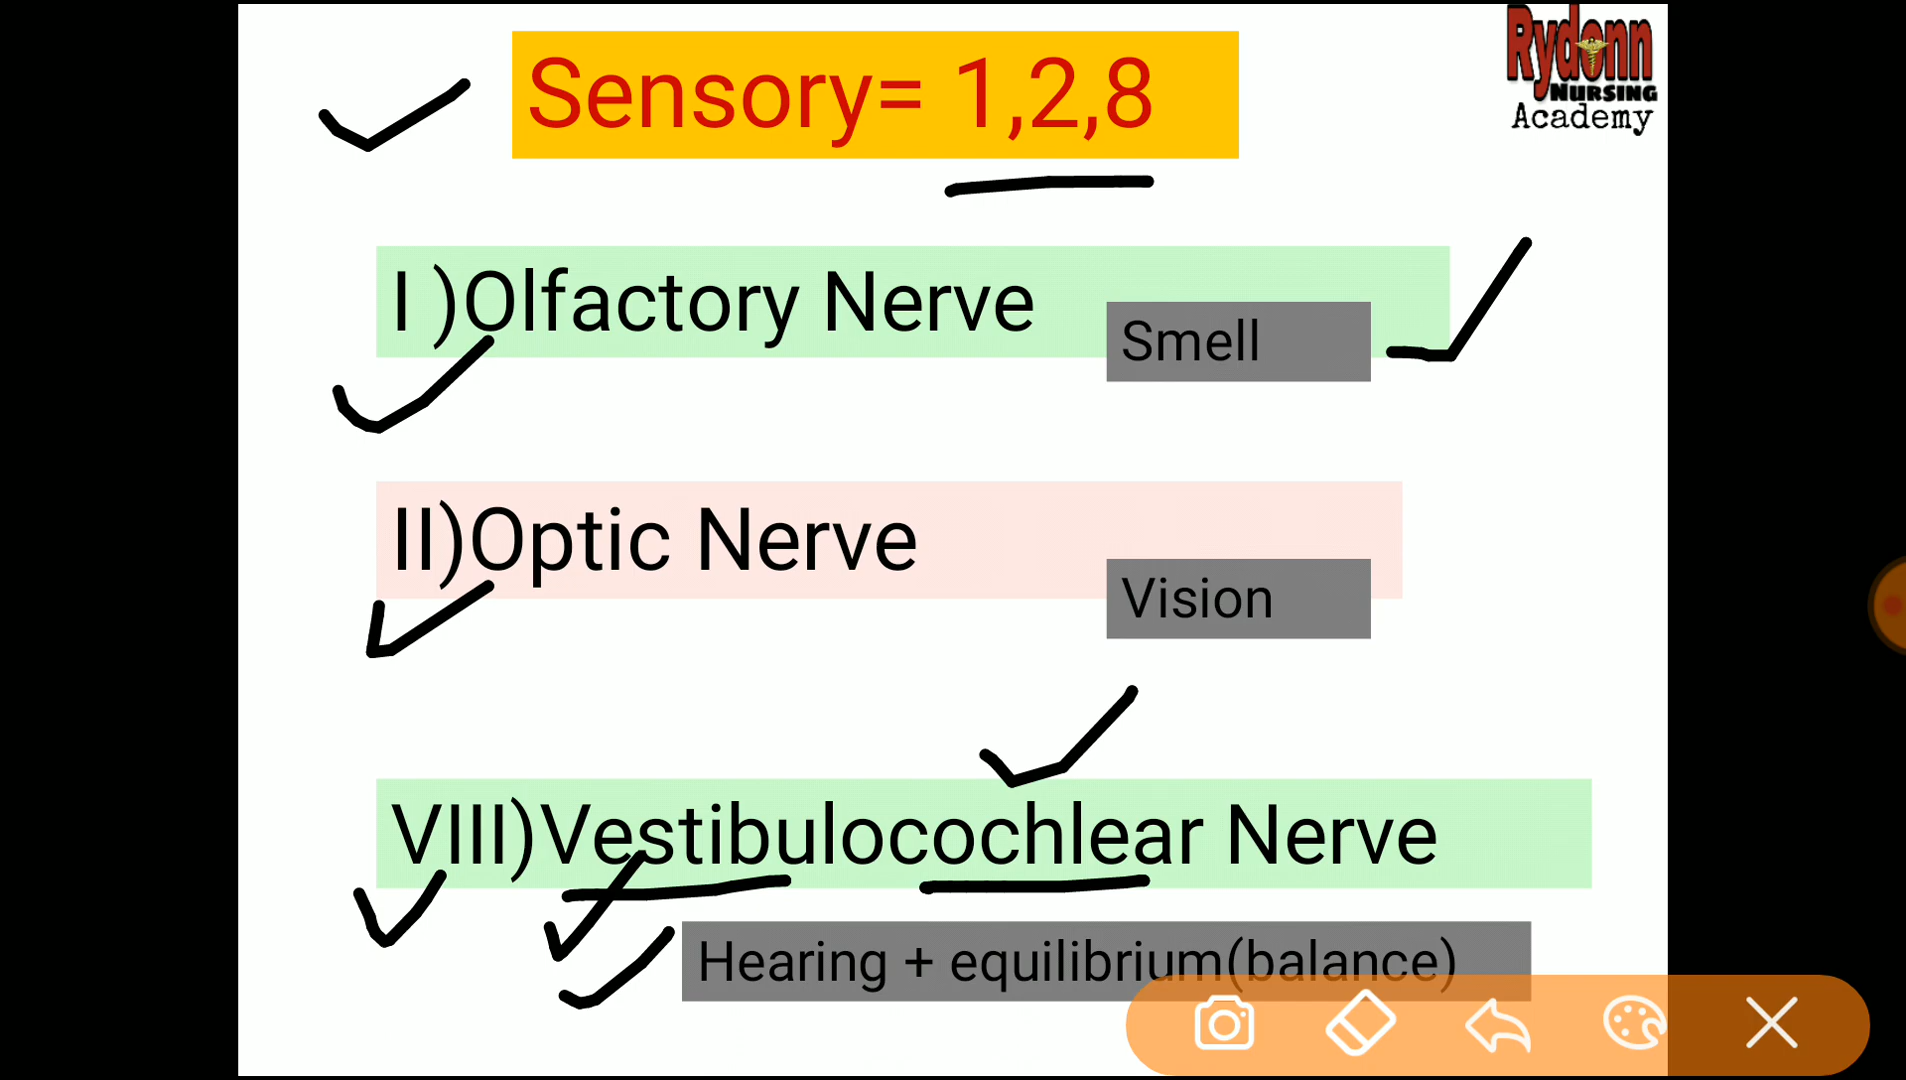 Sensory= 1,2,8
Rydonn
NURSING
Academy
I )Olfactory Nerve
Smell
II)Optic Nerve
Vision
VIII)Vestibulocochlear Nerve
Hearing + equilibrium(balance)